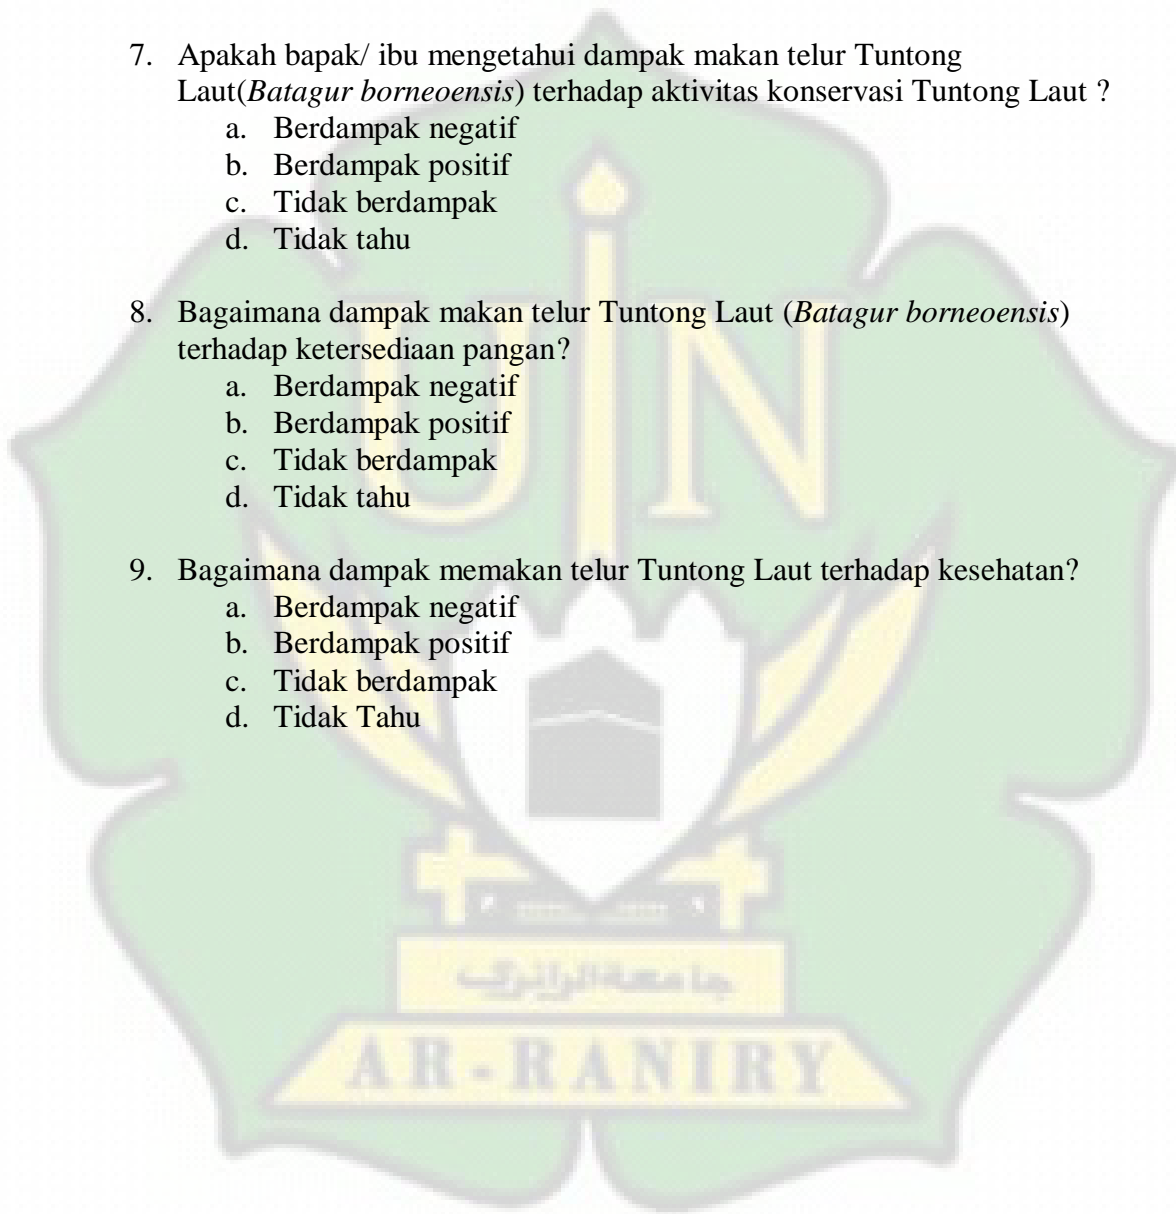 7. Apakah bapak/ ibu mengetahui dampak makan telur Tuntong
Laut(Batagur borneoensis) terhadap aktivitas konservasi Tuntong Laut ?
a. Berdampak negatif
b. Berdampak positif
c. Tidak berdampak
d. Tidak tahu
8. Bagaimana dampak makan telur Tuntong Laut (Batagur borneoensis)
terhadap ketersediaan pangan?
a. Berdampak negatif
b. Berdampak positif
c. Tidak berdampak
d. Tidak tahu
9. Bagaimana dampak memakan telur Tuntong Laut terhadap kesehatan?
a. Berdampak negatif
b. Berdampak positif
c. Tidak berdampak
d. Tidak Tahu
UIN
جامعة الرانري
AR-RANIRY